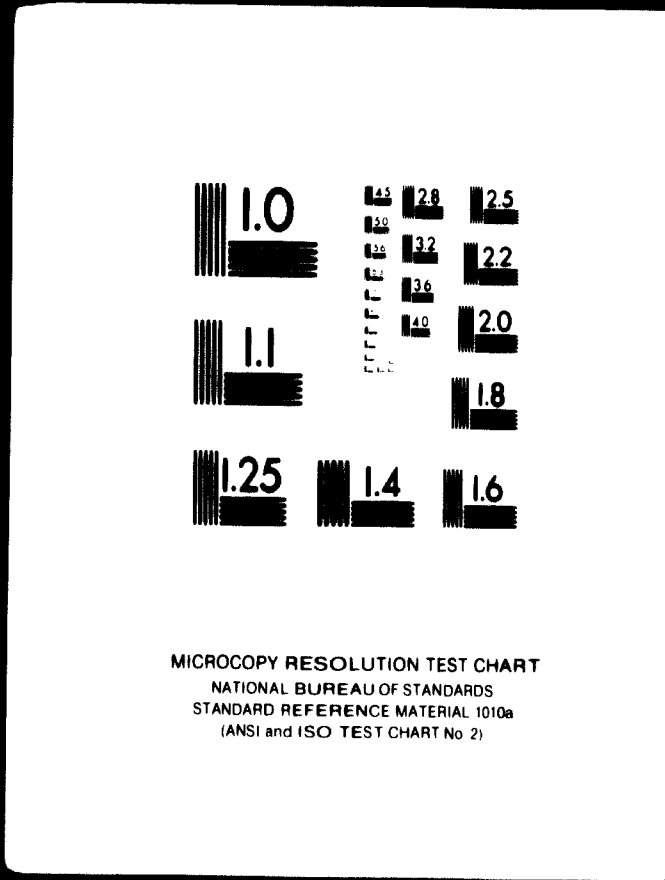 1.0
4.5 2.8 2.5
5.0
5.6 3.2 2.2
3.6
4.0 2.0
1.1
1.8
1.25 1.4 1.6
MICROCOPY RESOLUTION TEST CHART
NATIONAL BUREAU OF STANDARDS
STANDARD REFERENCE MATERIAL 1010a
(ANSI and ISO TEST CHART No 2)